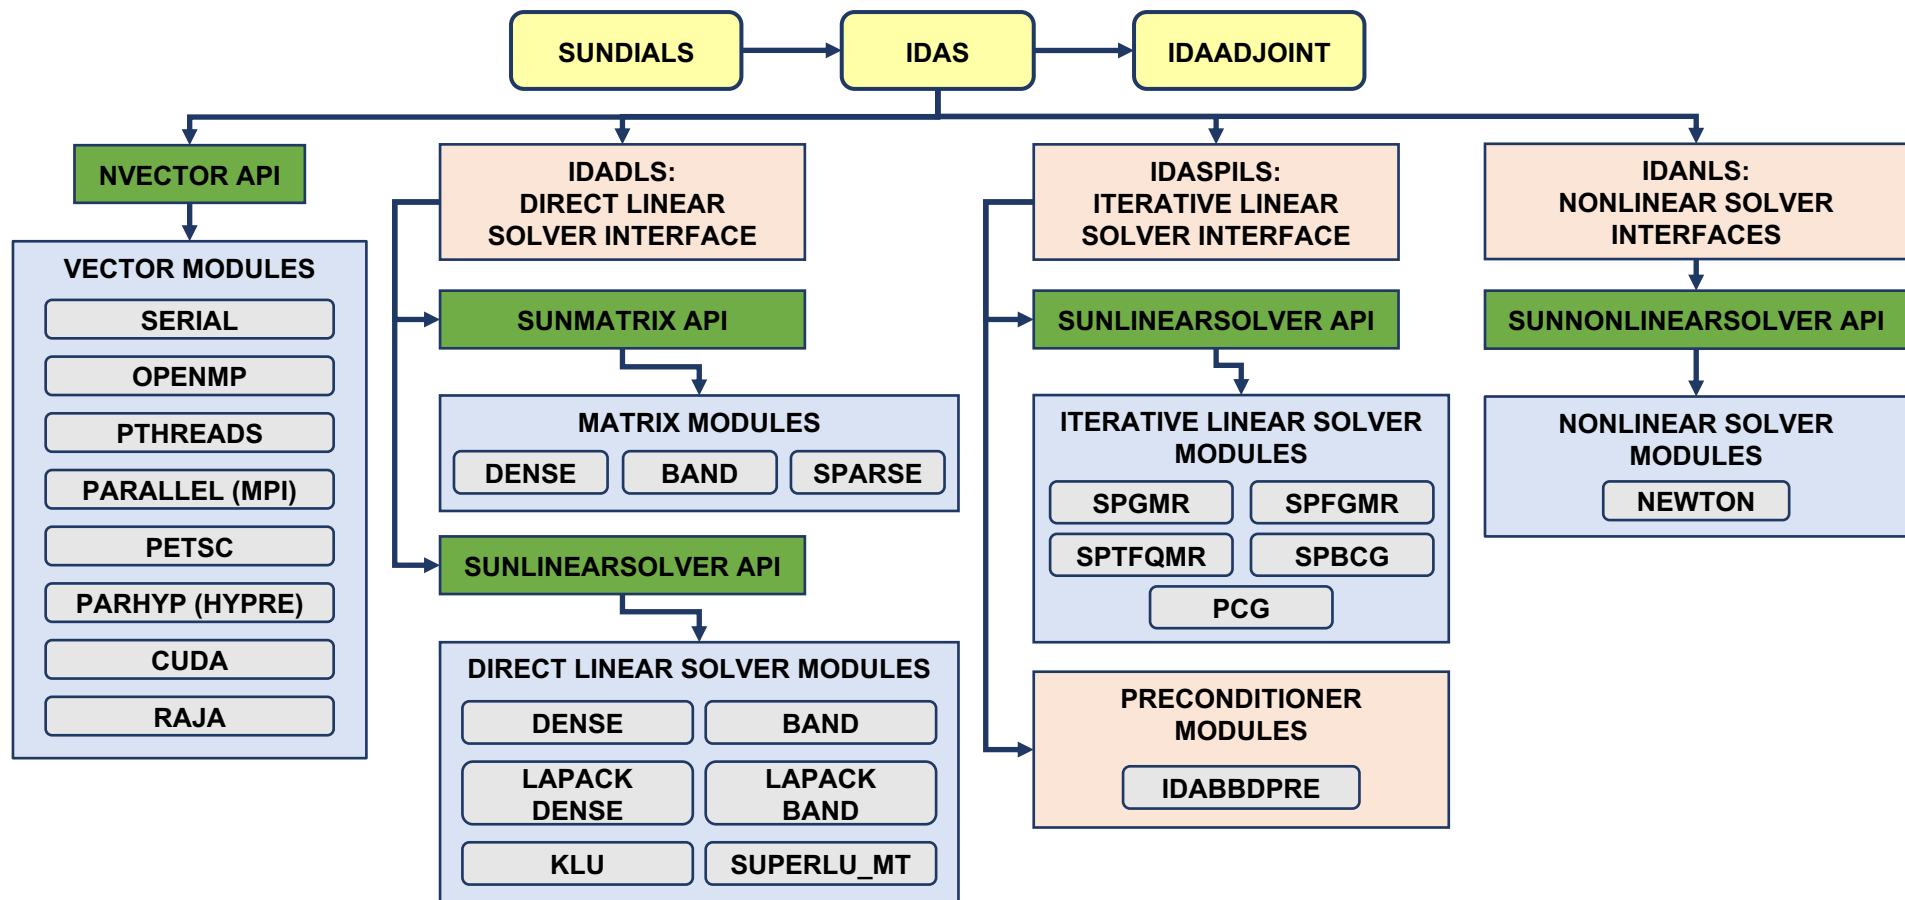 SUNDIALS
IDAS
IDAADJOINT
NVECTOR API
VECTOR MODULES
SERIAL
OPENMP
PTHREADS
PARALLEL (MPI)
PETSC
PARHYP (HYPRE)
CUDA
RAJA
IDADLS:
DIRECT LINEAR
SOLVER INTERFACE
SUNMATRIX API
MATRIX MODULES
DENSE
BAND
SPARSE
SUNLINEARSOLVER API
DIRECT LINEAR SOLVER MODULES
DENSE
BAND
LAPACK
DENSE
LAPACK
BAND
KLU
SUPERLU_MT
IDASPILS:
ITERATIVE LINEAR
SOLVER INTERFACE
SUNLINEARSOLVER API
ITERATIVE LINEAR SOLVER
MODULES
SPGMR
SPFGMR
SPTFQMR
SPBCG
PCG
PRECONDITIONER
MODULES
IDABBDPRE
IDANLS:
NONLINEAR SOLVER
INTERFACES
SUNNONLINEARSOLVER API
NONLINEAR SOLVER
MODULES
NEWTON